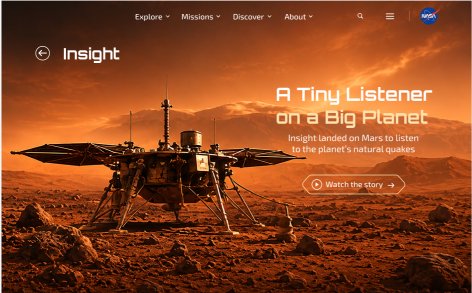 Explore Missions Discover About
NASA
Insight
A Tiny Listener
on a Big Planet
Insight landed on Mars to listen
to the planet's natural quakes
Watch the story